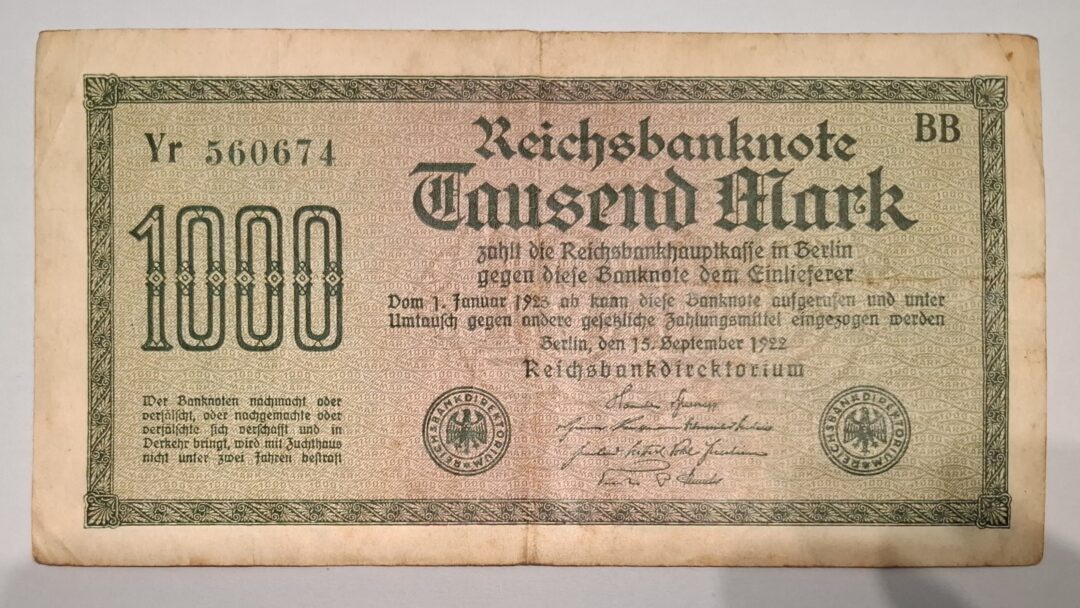 Reichsbanknote
BB
Yr 560674
Tausend Mark
1000
zahlt die Reichsbankhauptkasse in Berlin
gegen diese Banknote dem Einlieferer
Vom 1. Januar 1923 ab kann diese Banknote aufgerufen und unter
Umtausch gegen andere gesetzliche Zahlungsmittel eingezogen werden
Berlin, den 15. September 1922
Reichsbankdirektorium
Wer Banknoten nachmacht oder
verfälscht, oder nachgemachte oder
verfälschte sich verschafft und in
Verkehr bringt, wird mit Zuchthaus
nicht unter zwei Jahren bestraft
REICHSBANKDIREKTORIUM
REICHSBANKDIREKTORIUM